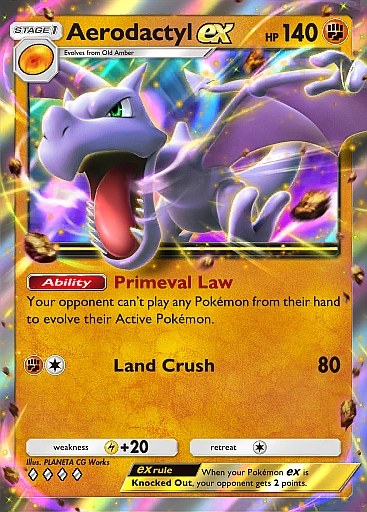 STAGE 1
Aerodactyl ex
HP 140
Evolves from Old Amber
Ability Primeval Law
Your opponent can't play any Pokémon from their hand
to evolve their Active Pokémon.
Land Crush 80
weakness +20
retreat
Illus. PLANETA CG Works
ex rule
When your Pokémon ex is
Knocked Out, your opponent gets 2 points.